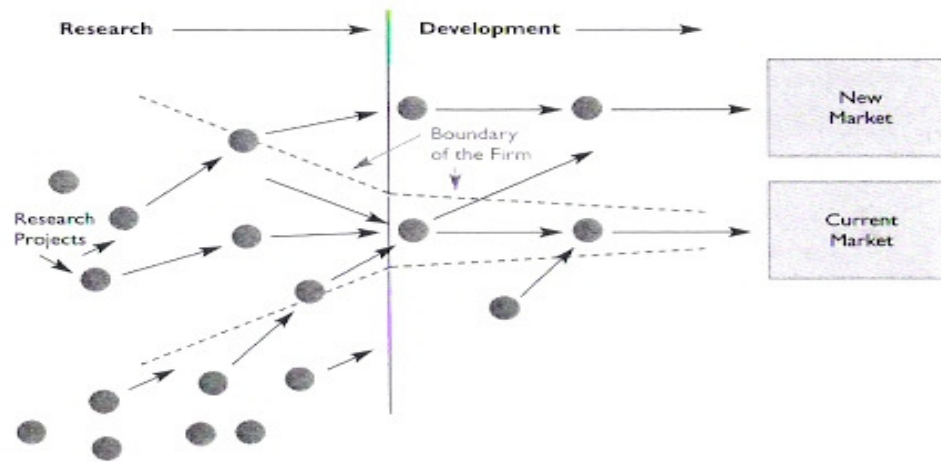 Research
Development
New
Market
Boundary
of the Firm
Research
Projects
Current
Market